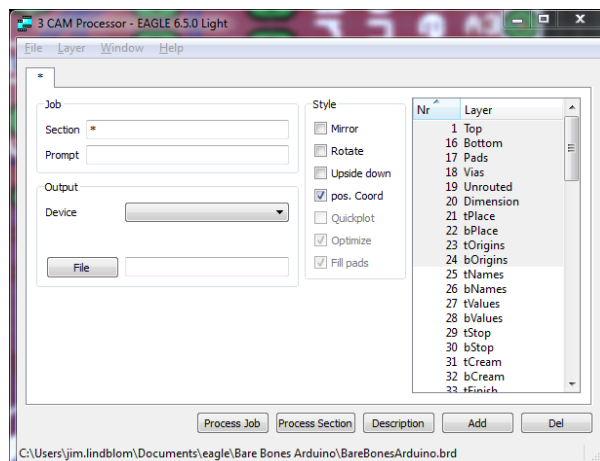 3 CAM Processor - EAGLE 6.5.0 Light
File Layer Window Help
*
Job
Section *
Prompt
Output
Device
File
Style
Mirror
Rotate
Upside down
pos. Coord
Quickplot
Optimize
Fill pads
Nr Layer
1 Top
16 Bottom
17 Pads
18 Vias
19 Unrouted
20 Dimension
21 tPlace
22 bPlace
23 tOrigins
24 bOrigins
25 tNames
26 bNames
27 tValues
28 bValues
29 tStop
30 bStop
31 tCream
32 bCream
33 tFinish
Process Job Process Section Description Add Del
C:\Users\jim.lindblom\Documents\eagle\Bare Bones Arduino\BareBonesArduino.brd